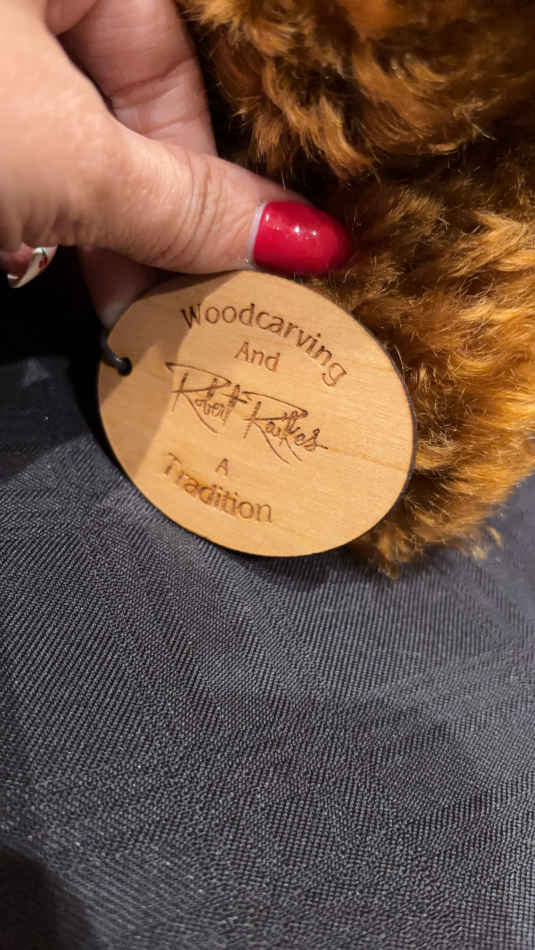 Woodcarving
And
Robert Raikes
A
Tradition